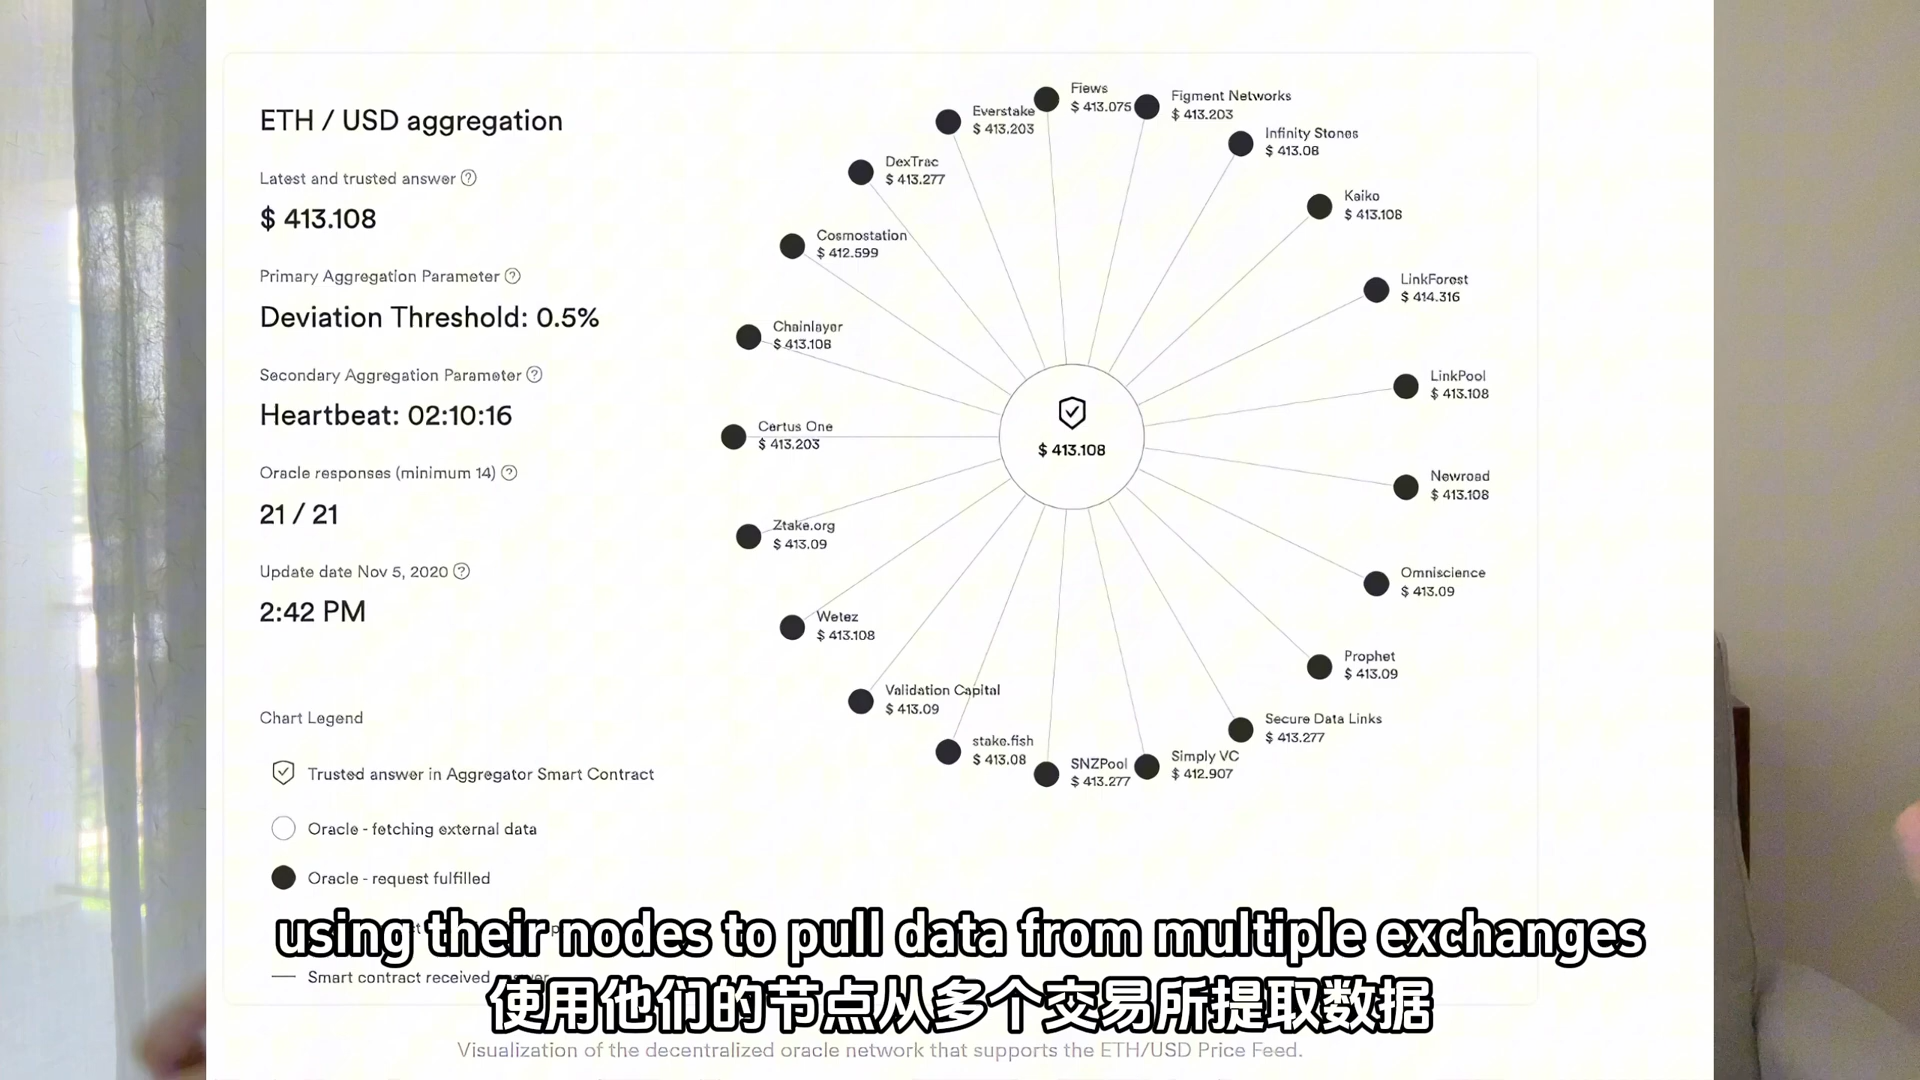 ETH / USD aggregation
Latest and trusted answer
$ 413.108
Primary Aggregation Parameter
Deviation Threshold: 0.5%
Secondary Aggregation Parameter
Heartbeat: 02:10:16
Oracle responses (minimum 14)
21 / 21
Update date Nov 5, 2020
2:42 PM
Chart Legend
Trusted answer in Aggregator Smart Contract
Oracle - fetching external data
Oracle - request fulfilled
Smart contract received
Fiews
$ 413.075
Figment Networks
$ 413.203
Infinity Stones
$ 413.08
Kaiko
$ 413.108
LinkForest
$ 414.316
LinkPool
$ 413.108
Newroad
$ 413.108
Omniscience
$ 413.09
Prophet
$ 413.09
Secure Data Links
$ 413.277
Simply VC
$ 412.907
SNZPool
$ 413.277
stake.fish
$ 413.08
Validation Capital
$ 413.09
Wetez
$ 413.108
Ztake.org
$ 413.09
Certus One
$ 413.203
Chainlayer
$ 413.108
Cosmostation
$ 412.599
DexTrac
$ 413.277
Everstake
$ 413.203
$ 413.108
using their nodes to pull data from multiple exchanges
使用他们的节点从多个交易所提取数据
Visualization of the decentralized oracle network that supports the ETH/USD Price Feed.